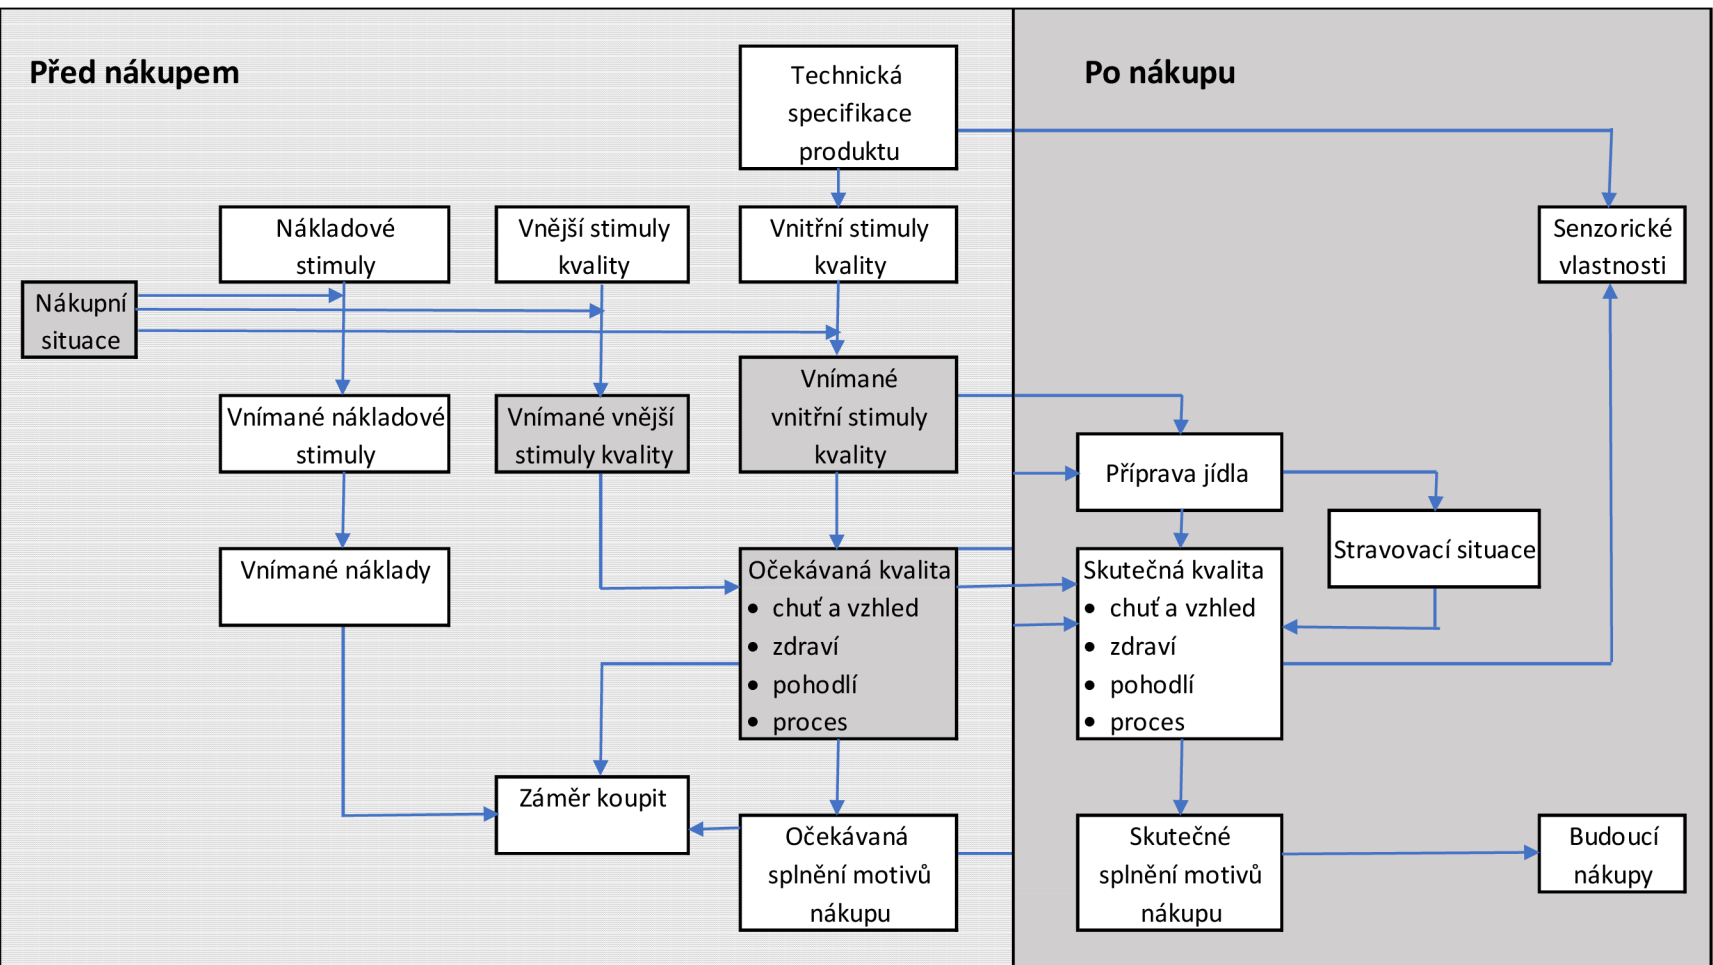 Před nákupem
Po nákupu
Technická
specifikace
produktu
Nákladové
stimuly
Vnější stimuly
kvality
Vnitřní stimuly
kvality
Senzorické
vlastnosti
Nákupní
situace
Vnímané
vnitřní stimuly
kvality
Vnímané nákladové
stimuly
Vnímané vnější
stimuly kvality
Příprava jídla
Stravovací situace
Vnímané náklady
Očekávaná kvalita
• chuť a vzhled
• zdraví
• pohodlí
• proces
Skutečná kvalita
• chuť a vzhled
• zdraví
• pohodlí
• proces
Záměr koupit
Očekávaná
splnění motivů
nákupu
Skutečné
splnění motivů
nákupu
Budoucí
nákupy